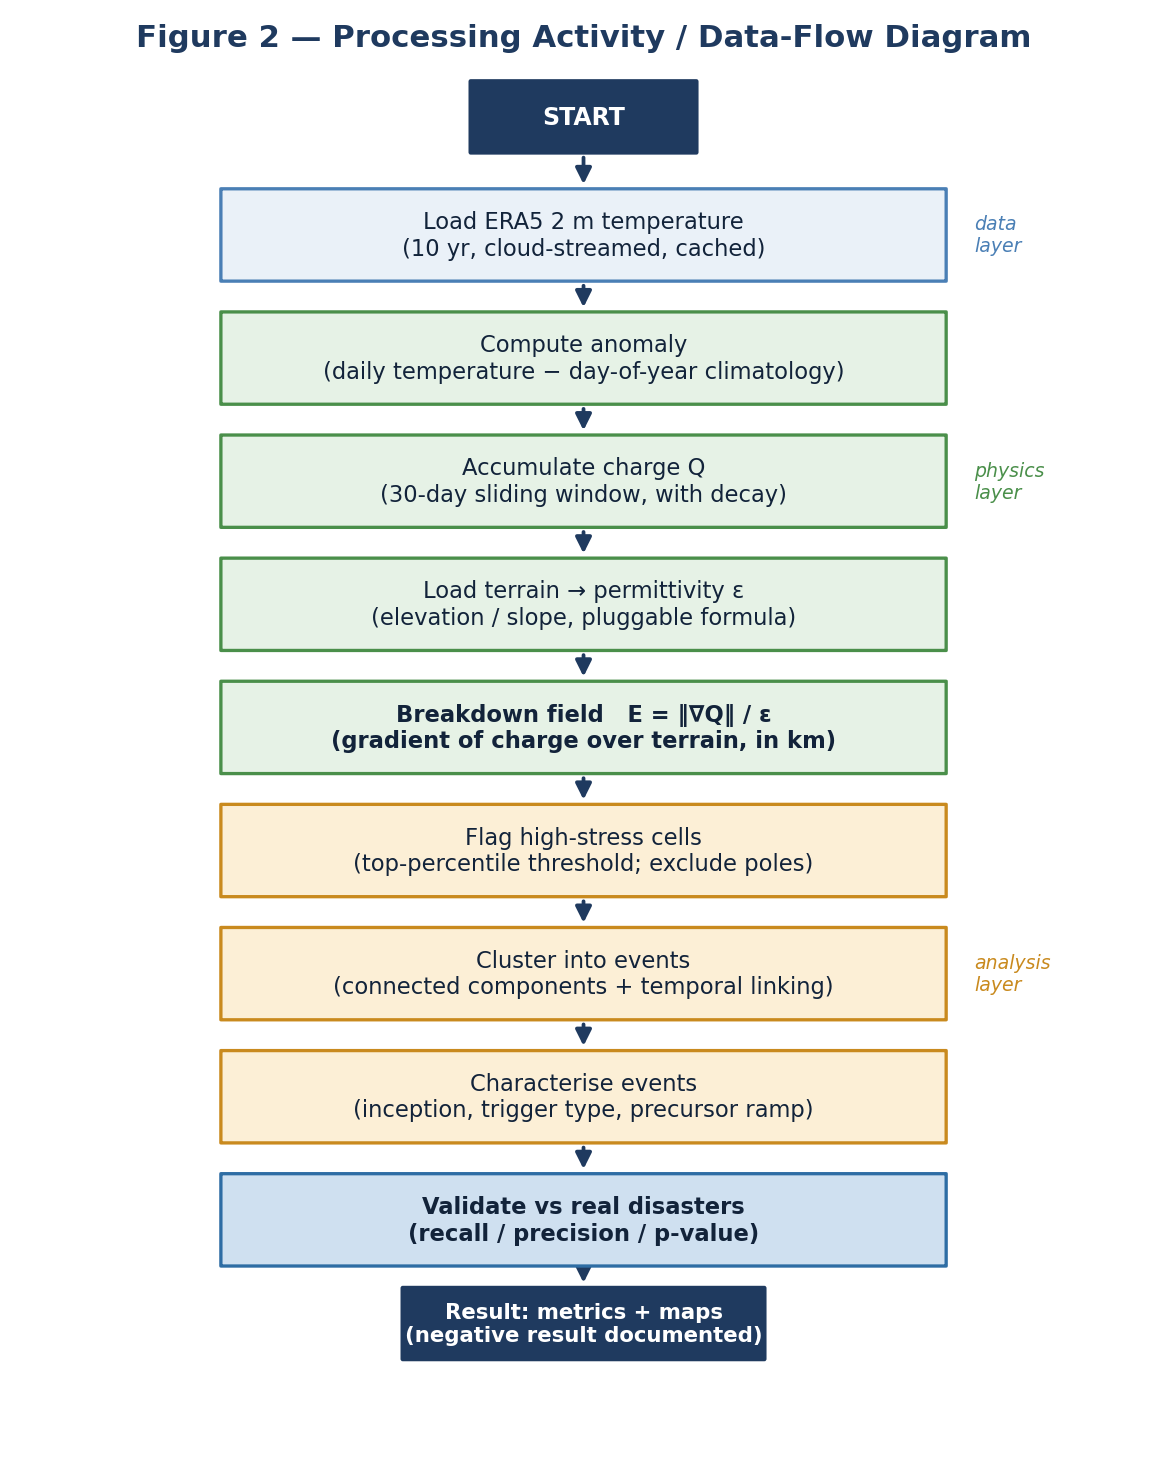 Figure 2 — Processing Activity / Data-Flow Diagram
START
Load ERA5 2 m temperature
(10 yr, cloud-streamed, cached)
data
layer
Compute anomaly
(daily temperature − day-of-year climatology)
Accumulate charge Q
(30-day sliding window, with decay)
physics
layer
Load terrain → permittivity ε
(elevation / slope, pluggable formula)
Breakdown field   E = ‖∇Q‖ / ε
(gradient of charge over terrain, in km)
Flag high-stress cells
(top-percentile threshold; exclude poles)
Cluster into events
(connected components + temporal linking)
analysis
layer
Characterise events
(inception, trigger type, precursor ramp)
Validate vs real disasters
(recall / precision / p-value)
Result: metrics + maps
(negative result documented)